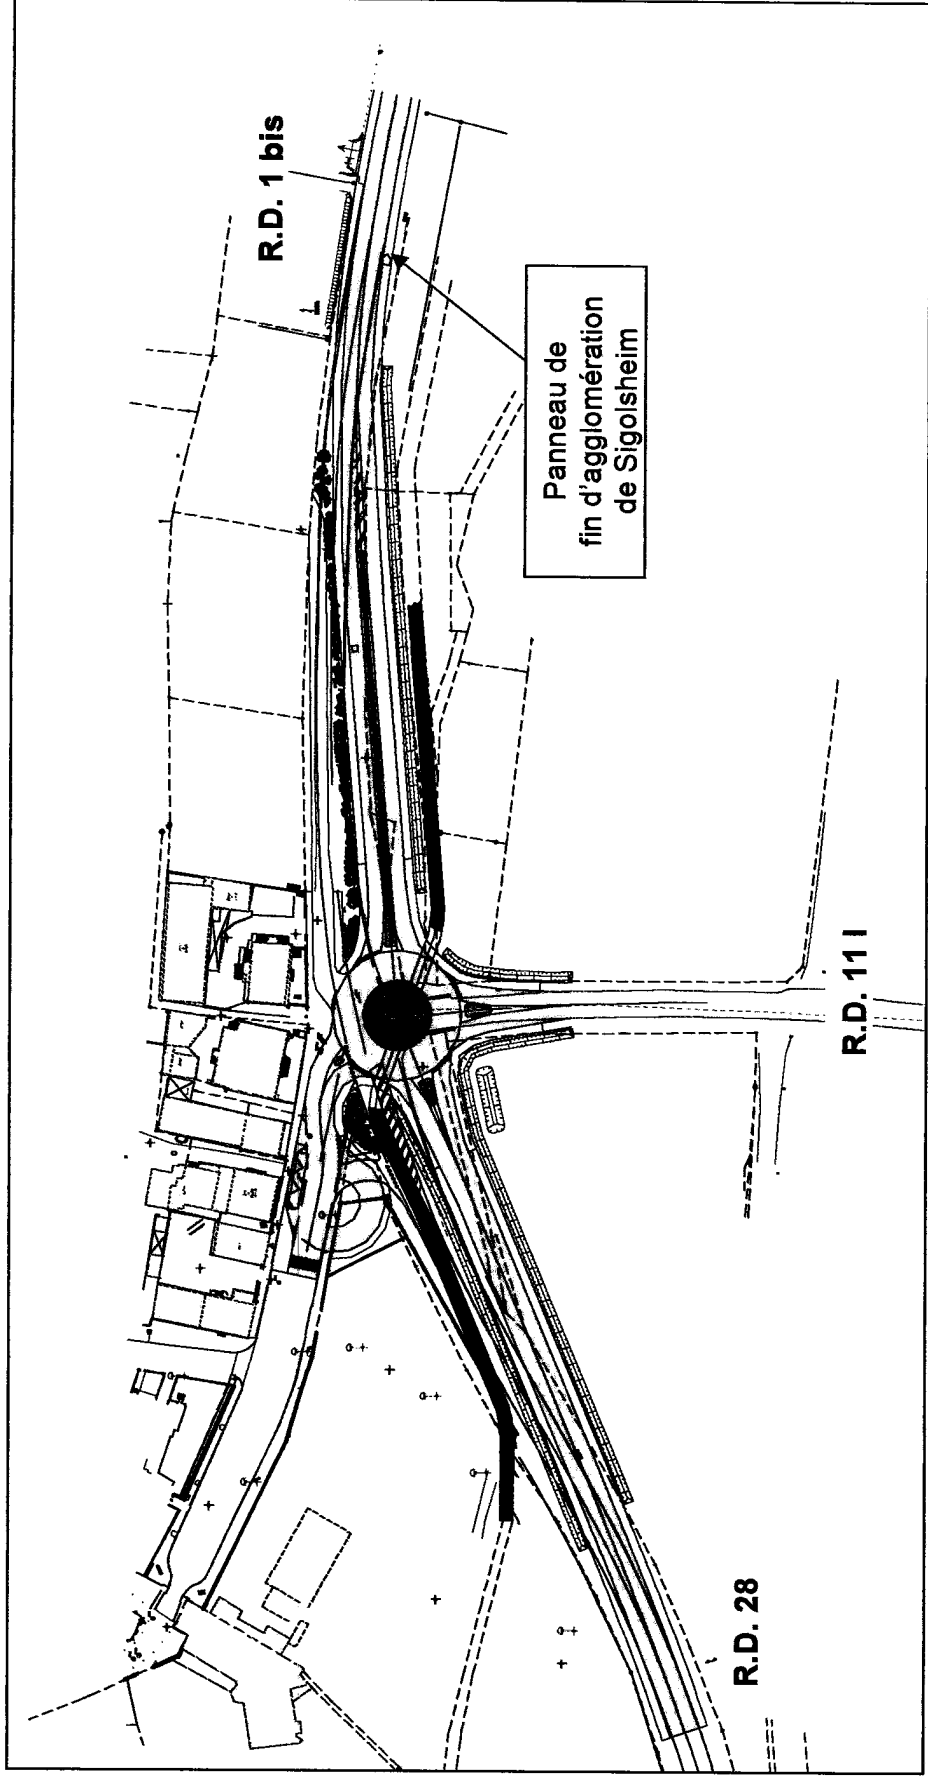 R.D. 1 bis
Panneau de
fin d'agglomération
de Sigolsheim
R.D. 11 I
R.D. 28